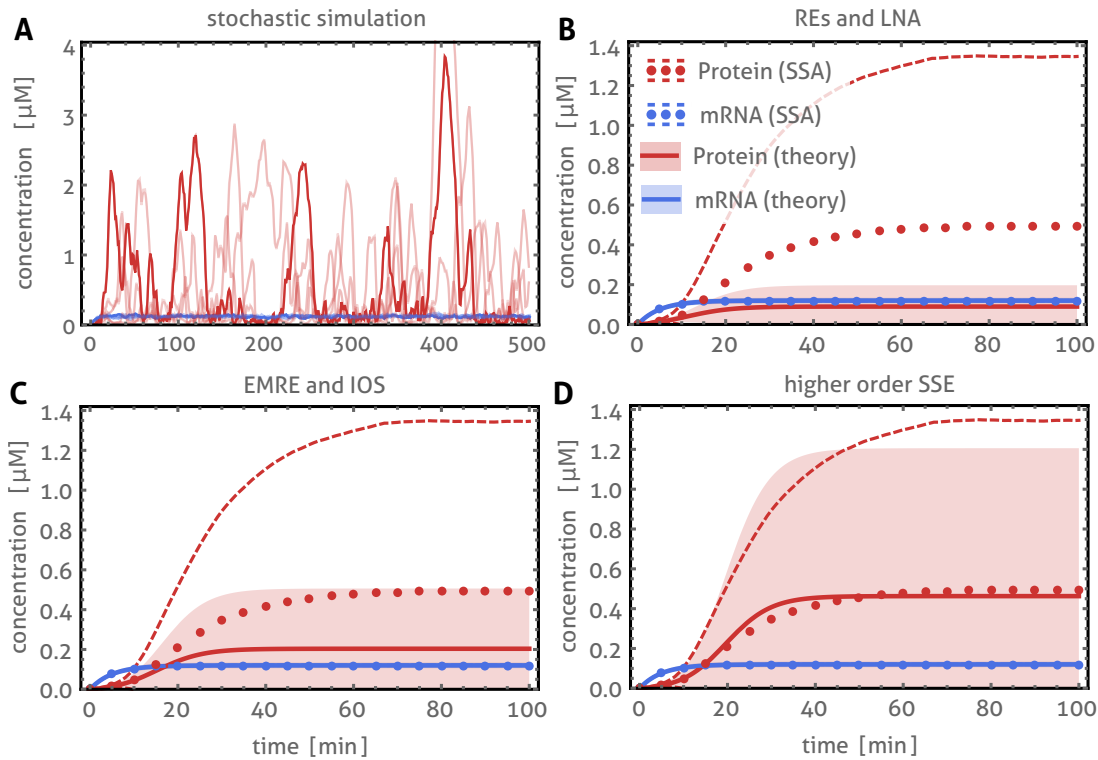 A
stochastic simulation
concentration [µM]
4
3
2
1
0
0 100 200 300 400 500
B
REs and LNA
concentration [µM]
1.4
1.2
1.0
0.8
0.6
0.4
0.2
0.0
0 20 40 60 80 100
Protein (SSA)
mRNA (SSA)
Protein (theory)
mRNA (theory)
C
EMRE and IOS
concentration [µM]
1.4
1.2
1.0
0.8
0.6
0.4
0.2
0.0
0 20 40 60 80 100
time [min]
D
higher order SSE
concentration [µM]
1.4
1.2
1.0
0.8
0.6
0.4
0.2
0.0
0 20 40 60 80 100
time [min]